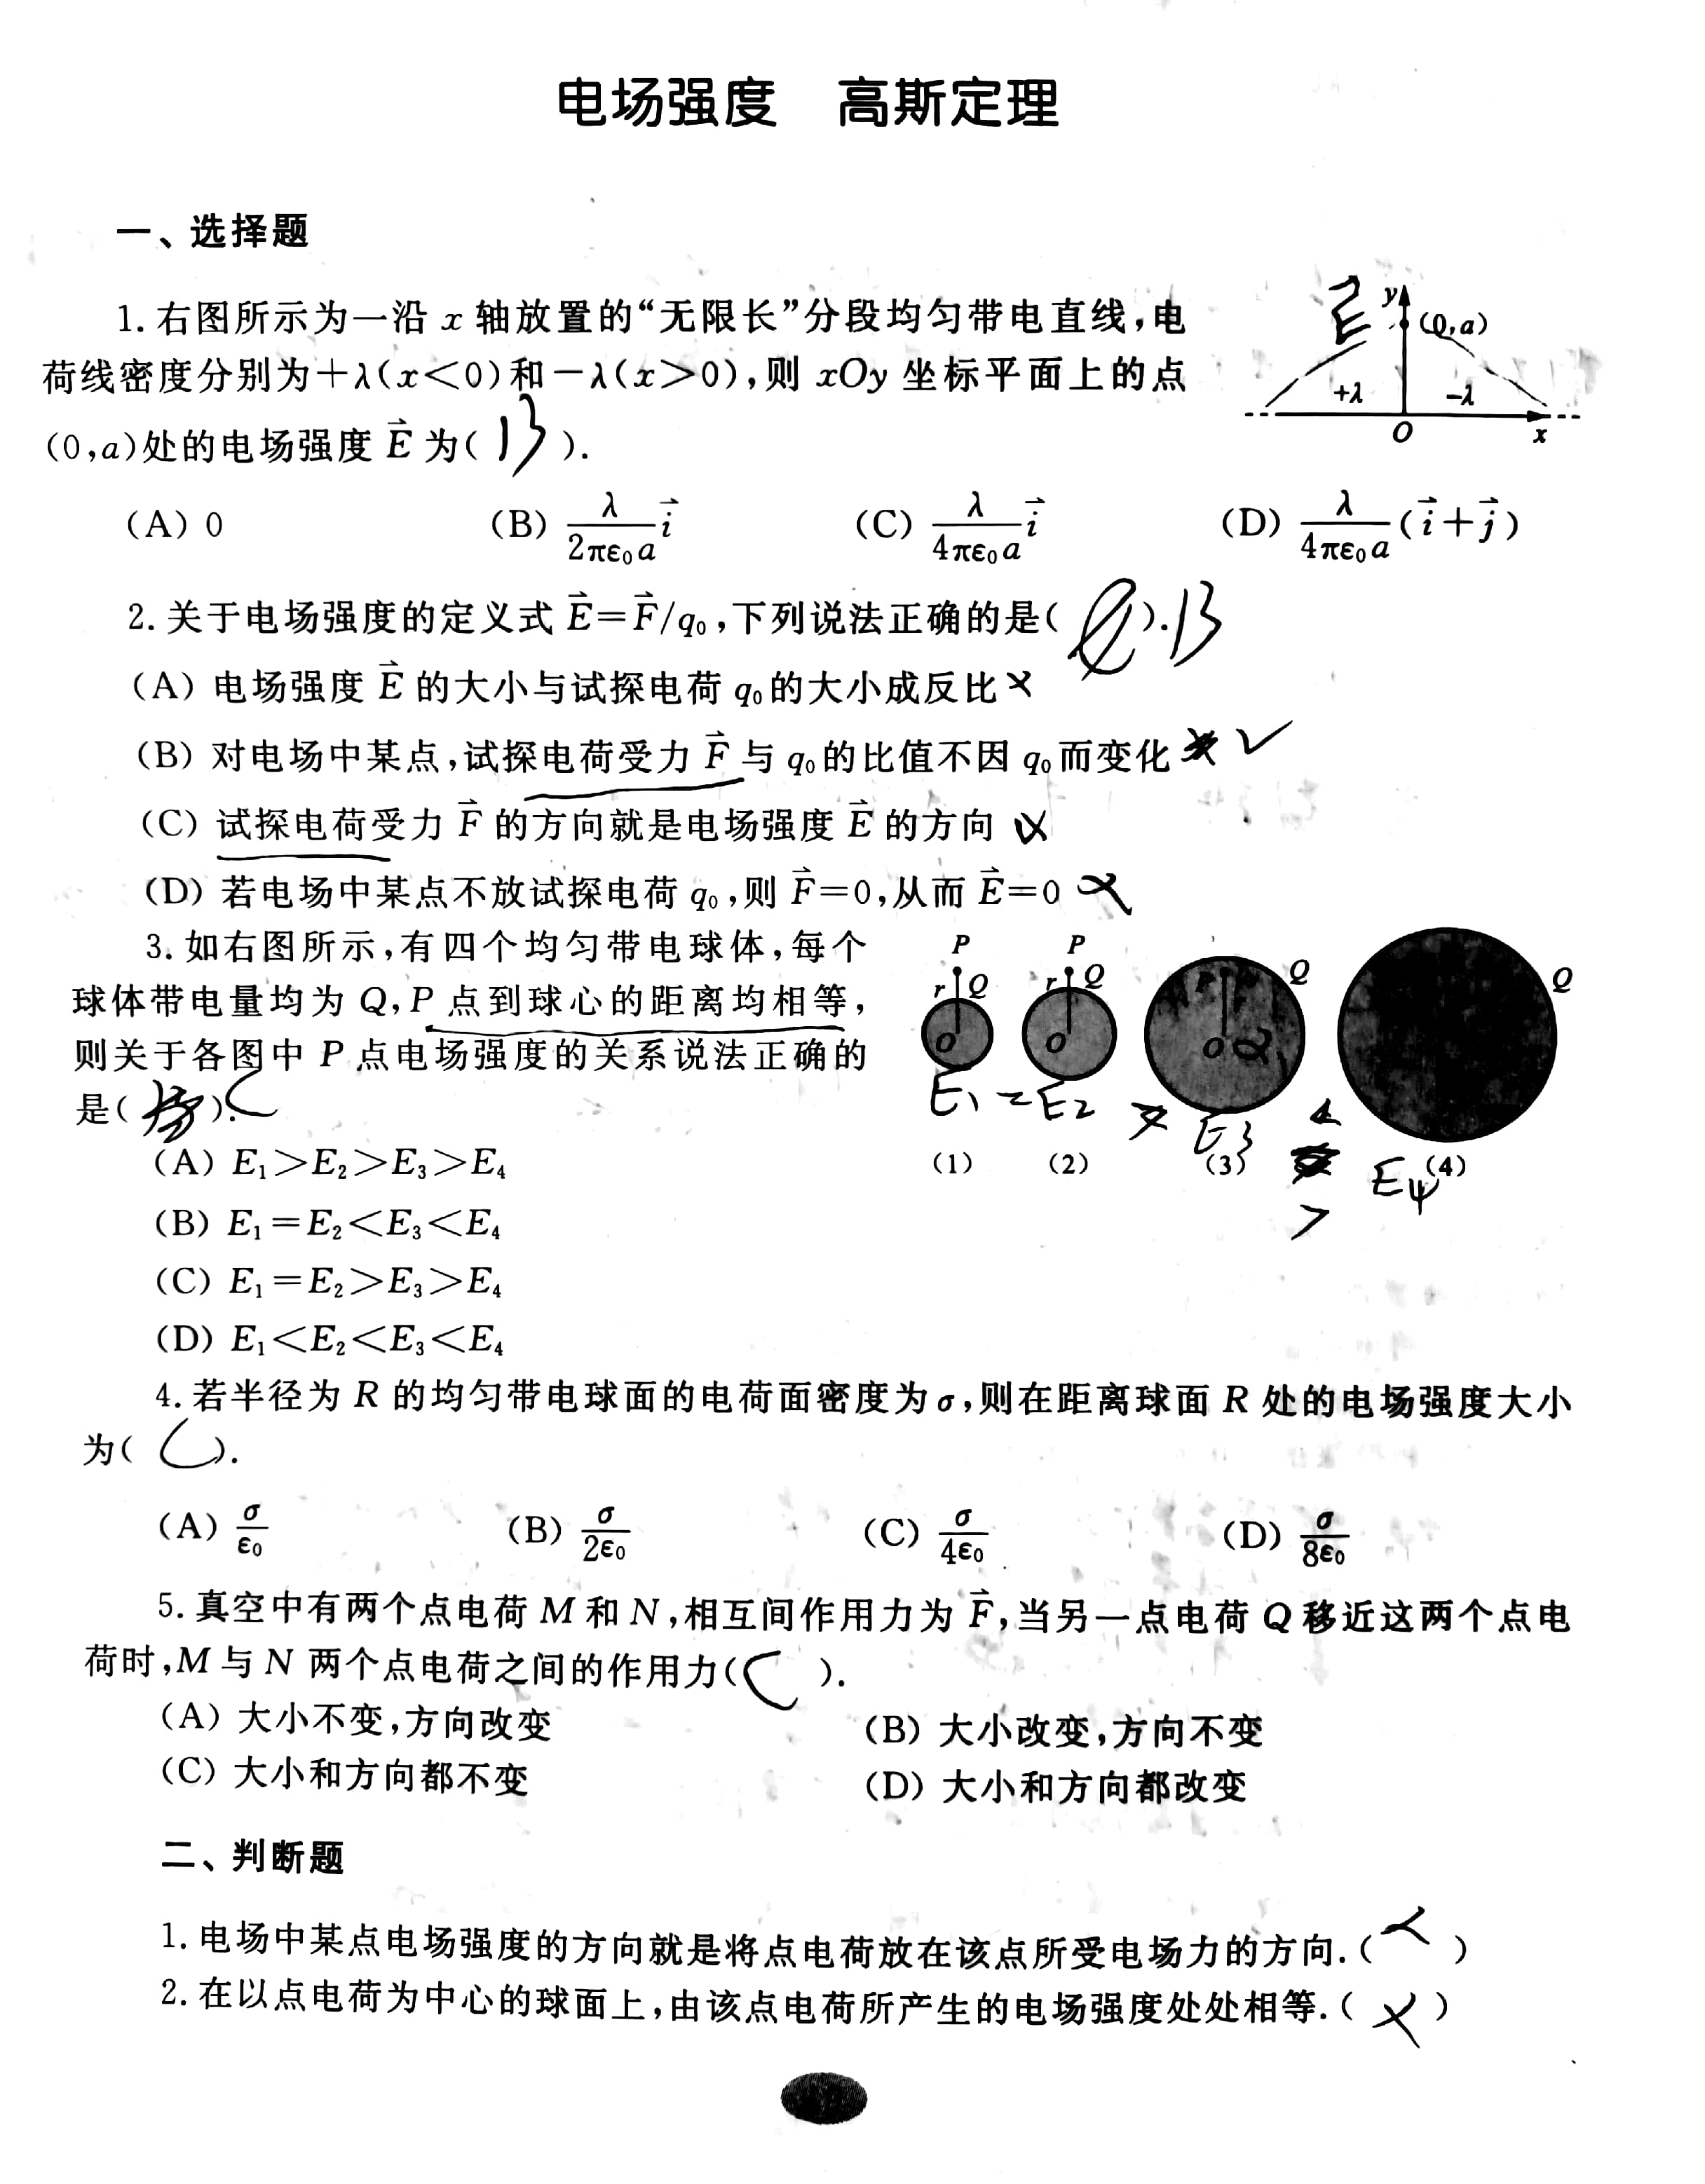 电场强度 高斯定理
一、选择题
1. 右图所示为一沿 x 轴放置的“无限长”分段均匀带电直线,电
荷线密度分别为+λ(x<0)和-λ(x>0),则 xOy 坐标平面上的点
(0,a)处的电场强度 E⃗ 为( B ).
E
y
(0,a)
+λ
-λ
O
x
(A) 0 (B) λ/(2πε₀a) i⃗ (C) λ/(4πε₀a) i⃗ (D) λ/(4πε₀a) (i⃗+j⃗)
2. 关于电场强度的定义式 E⃗=F⃗/q₀,下列说法正确的是( ). B
(A) 电场强度 E⃗ 的大小与试探电荷 q₀的大小成反比 ×
(B) 对电场中某点,试探电荷受力 F⃗ 与 q₀的比值不因 q₀而变化 ✓
(C) 试探电荷受力 F⃗ 的方向就是电场强度 E⃗ 的方向 ×
(D) 若电场中某点不放试探电荷 q₀,则 F⃗=0,从而 E⃗=0 ×
3. 如右图所示,有四个均匀带电球体,每个
球体带电量均为 Q,P 点到球心的距离均相等,
则关于各图中 P 点电场强度的关系说法正确的
是( ). C
P P
r Q r Q P Q Q
O O O
E₁ = E₂ > E₃ > E₄
(1) (2) (3) (4)
(A) E₁>E₂>E₃>E₄
(B) E₁=E₂<E₃<E₄
(C) E₁=E₂>E₃>E₄
(D) E₁<E₂<E₃<E₄
4. 若半径为 R 的均匀带电球面的电荷面密度为σ,则在距离球面 R 处的电场强度大小
为( C ).
(A) σ/ε₀ (B) σ/2ε₀ (C) σ/4ε₀ (D) σ/8ε₀
5. 真空中有两个点电荷 M 和 N,相互间作用力为 F⃗,当另一点电荷 Q 移近这两个点电
荷时,M 与 N 两个点电荷之间的作用力( C ).
(A) 大小不变,方向改变 (B) 大小改变,方向不变
(C) 大小和方向都不变 (D) 大小和方向都改变
二、判断题
1. 电场中某点电场强度的方向就是将点电荷放在该点所受电场力的方向.( × )
2. 在以点电荷为中心的球面上,由该点电荷所产生的电场强度处处相等.( × )